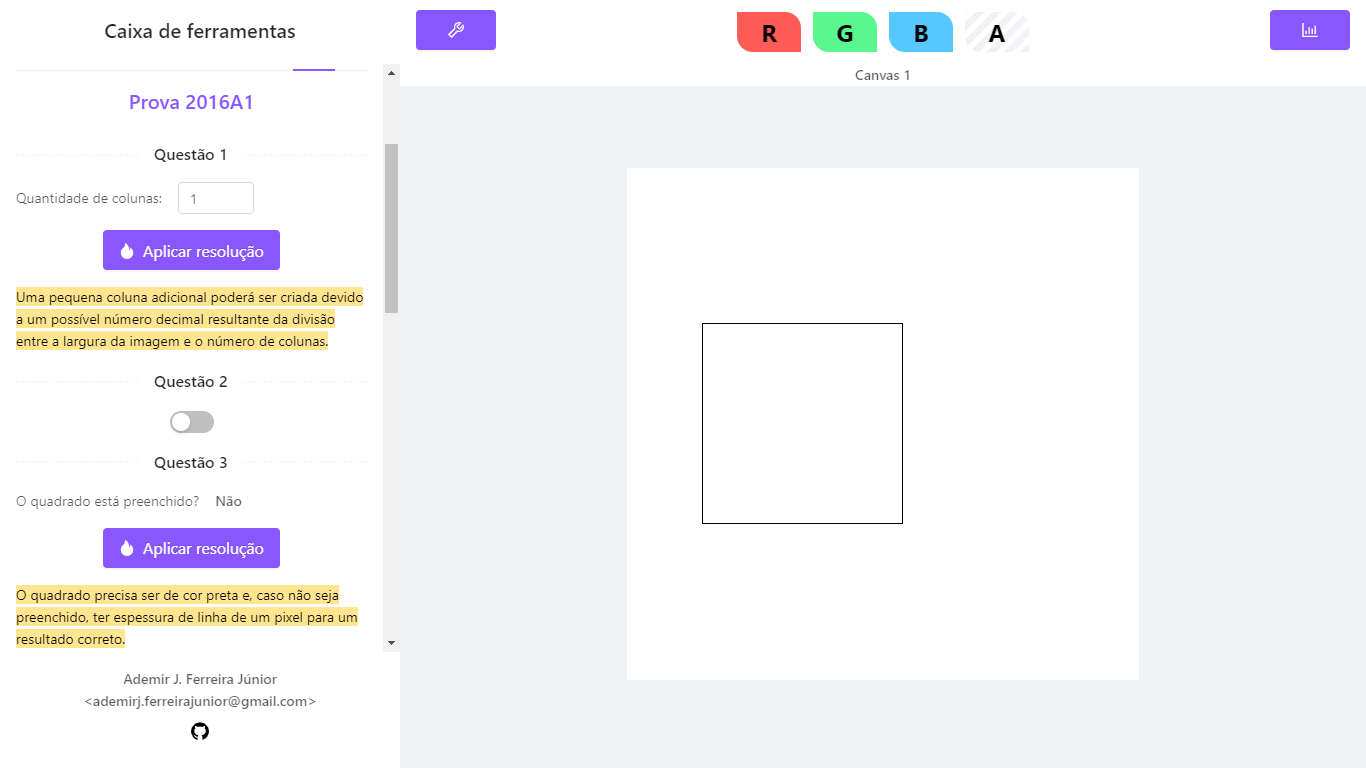 Caixa de ferramentas
R G B A
Canvas 1
Prova 2016A1
Questão 1
Quantidade de colunas: 1
Aplicar resolução
Uma pequena coluna adicional poderá ser criada devido
a um possível número decimal resultante da divisão
entre a largura da imagem e o número de colunas.
Questão 2
Questão 3
O quadrado está preenchido? Não
Aplicar resolução
O quadrado precisa ser de cor preta e, caso não seja
preenchido, ter espessura de linha de um pixel para um
resultado correto.
Ademir J. Ferreira Júnior
<ademirj.ferreirajunior@gmail.com>